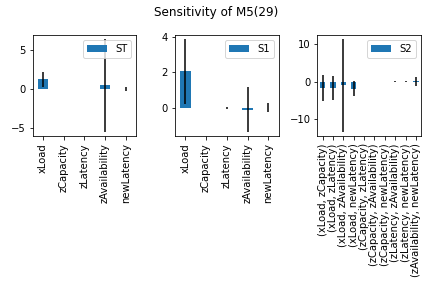 Sensitivity of M5(29)
ST
5
0
−5
xLoad
zCapacity
zLatency
zAvailability
newLatency
S1
4
2
0
xLoad
zCapacity
zLatency
zAvailability
newLatency
S2
10
0
−10
(xLoad, zCapacity)
(xLoad, zLatency)
(xLoad, zAvailability)
(xLoad, newLatency)
(zCapacity, zLatency)
(zCapacity, zAvailability)
(zCapacity, newLatency)
(zLatency, zAvailability)
(zLatency, newLatency)
(zAvailability, newLatency)